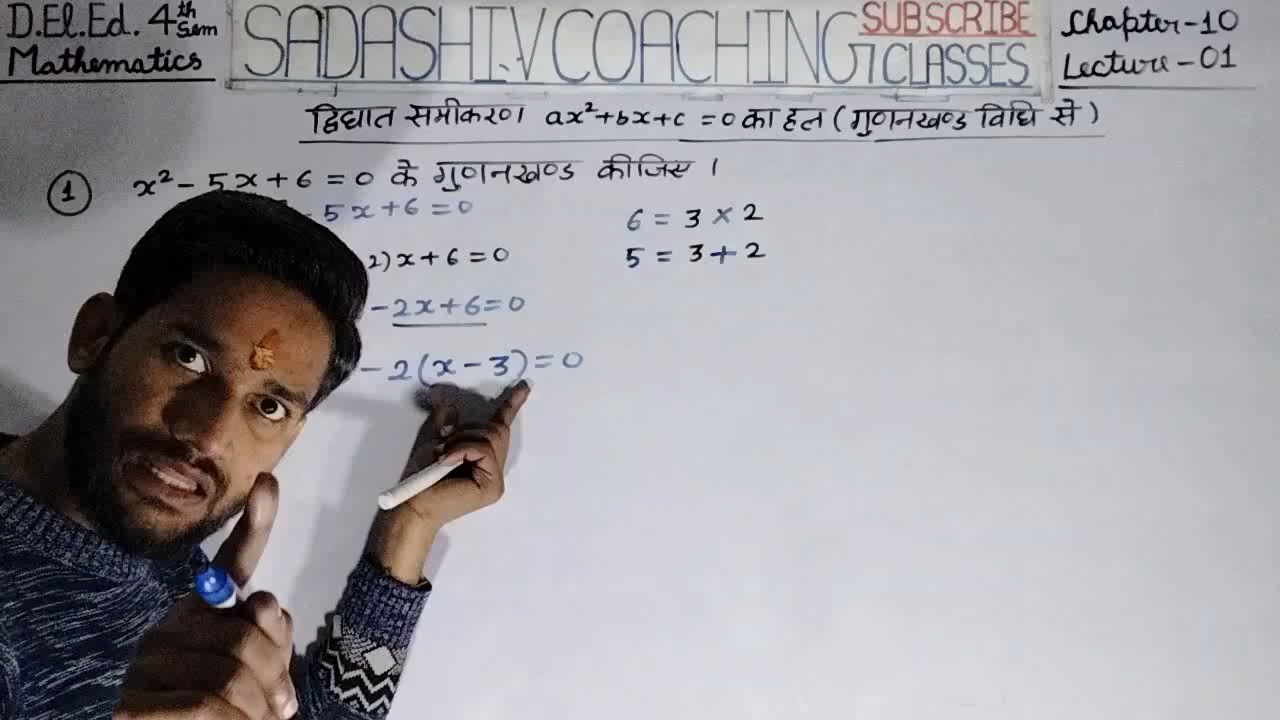 D.El.Ed. 4th Sem
Mathematics
SADASHIV COACHING CLASSES
SUBSCRIBE
Chapter-10
Lecture-01
द्विघात समीकरण ax²+bx+c=0 का हल (गुणनखण्ड विधि से)
① x²-5x+6=0 के गुणनखण्ड कीजिए।
5x+6=0
6=3×2
2)x+6=0
5=3+2
-2x+6=0
-2(x-3)=0